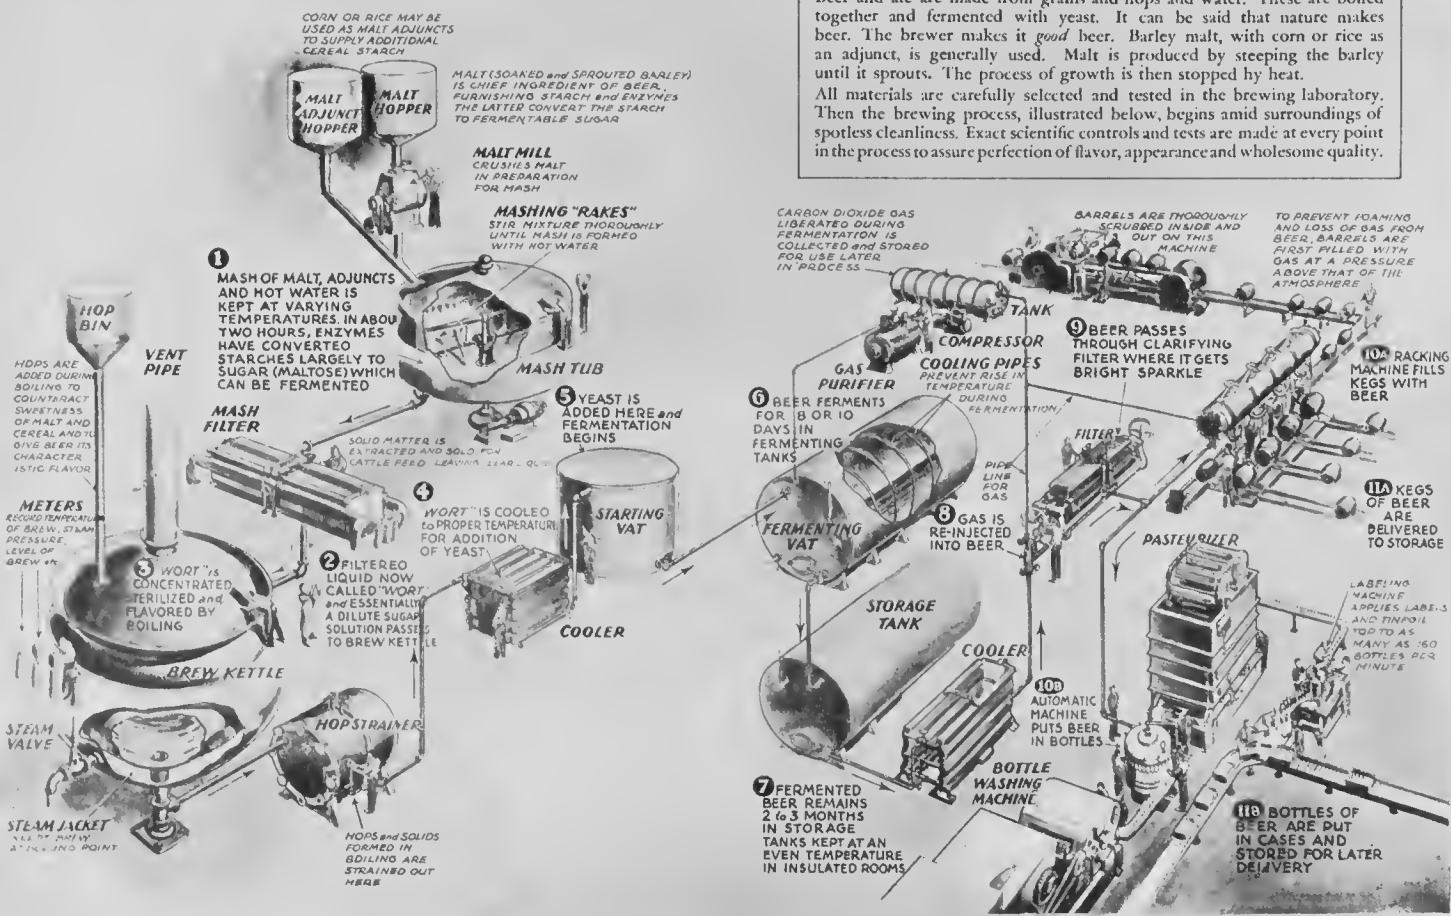 Beer and ale are made from grains and hops and water. These are boiled
together and fermented with yeast. It can be said that nature makes
beer. The brewer makes it good beer. Barley malt, with corn or rice as
an adjunct, is generally used. Malt is produced by steeping the barley
until it sprouts. The process of growth is then stopped by heat.
All materials are carefully selected and tested in the brewing laboratory.
Then the brewing process, illustrated below, begins amid surroundings of
spotless cleanliness. Exact scientific controls and tests are made at every point
in the process to assure perfection of flavor, appearance and wholesome quality.
CORN OR RICE MAY BE
USED AS MALT ADJUNCTS
TO SUPPLY ADDITIONAL
CEREAL STARCH
MALT
ADJUNCT
HOPPER
MALT
HOPPER
MALT (SOAKED and SPROUTED BARLEY)
IS CHIEF INGREDIENT OF BEER,
FURNISHING STARCH and ENZYMES
THE LATTER CONVERT THE STARCH
TO FERMENTABLE SUGAR
MALT MILL
CRUSHES MALT
IN PREPARATION
FOR MASH
MASHING "RAKES"
STIR MIXTURE THOROUGHLY
UNTIL MASH IS FORMED
WITH HOT WATER
1
MASH OF MALT, ADJUNCTS
AND HOT WATER IS
KEPT AT VARYING
TEMPERATURES. IN ABOU
TWO HOURS, ENZYMES
HAVE CONVERTED
STARCHES LARGELY TO
SUGAR (MALTOSE) WHICH
CAN BE FERMENTED
MASH TUB
HOP
BIN
VENT
PIPE
HOPS ARE
ADDED DURING
BOILING TO
COUNTERACT
SWEETNESS
OF MALT AND
CEREAL AND TO
GIVE BEER ITS
CHARACTER
ISTIC FLAVOR
MASH
FILTER
SOLID MATTER IS
EXTRACTED AND SOLD FOR
CATTLE FEED LEAVING
METERS
RECORD TEMPERATURE
OF BREW, STEAM
PRESSURE,
LEVEL OF
BREW etc
3 "WORT" is
CONCENTRATED
STERILIZED and
FLAVORED BY
BOILING
BREW KETTLE
2 FILTERED
LIQUID NOW
CALLED "WORT"
and ESSENTIALLY
A DILUTE SUGAR
SOLUTION PASSES
TO BREW KETTLE
STEAM
VALVE
STEAM JACKET
HOP STRAINER
HOPS and SOLIDS
FORMED IN
BOILING ARE
STRAINED OUT
HERE
4
"WORT" IS COOLED
to PROPER TEMPERATURE
FOR ADDITION
OF YEAST
COOLER
5 YEAST IS
ADDED HERE and
FERMENTATION
BEGINS
STARTING
VAT
CARBON DIOXIDE GAS
LIBERATED DURING
FERMENTATION IS
COLLECTED and STORED
FOR USE LATER
IN PROCESS
TANK
COMPRESSOR
GAS
PURIFIER
COOLING PIPES
PREVENT RISE IN
TEMPERATURE
DURING
FERMENTATION
6
BEER FERMENTS
FOR 8 OR 10
DAYS IN
FERMENTING
TANKS
FERMENTING
VAT
STORAGE
TANK
7 FERMENTED
BEER REMAINS
2 to 3 MONTHS
IN STORAGE
TANKS KEPT AT AN
EVEN TEMPERATURE
IN INSULATED ROOMS
COOLER
8 GAS IS
RE-INJECTED
INTO BEER
PIPE
LINE
FOR
GAS
FILTER
9 BEER PASSES
THROUGH CLARIFYING
FILTER WHERE IT GETS
BRIGHT SPARKLE
BARRELS ARE THOROUGHLY
SCRUBBED INSIDE AND
OUT ON THIS
MACHINE
TO PREVENT FOAMING
AND LOSS OF GAS FROM
BEER, BARRELS ARE
FIRST FILLED WITH
GAS AT A PRESSURE
ABOVE THAT OF THE
ATMOSPHERE
10A RACKING
MACHINE FILLS
KEGS WITH
BEER
11A KEGS
OF BEER
ARE
DELIVERED
TO STORAGE
PASTEURIZER
10B
AUTOMATIC
MACHINE
PUTS BEER
IN BOTTLES
BOTTLE
WASHING
MACHINE
LABELING
MACHINE
APPLIES LABELS
AND TINFOIL
TOP TO AS
MANY AS 160
BOTTLES PER
MINUTE
11B BOTTLES OF
BEER ARE PUT
IN CASES AND
STORED FOR LATER
DELIVERY